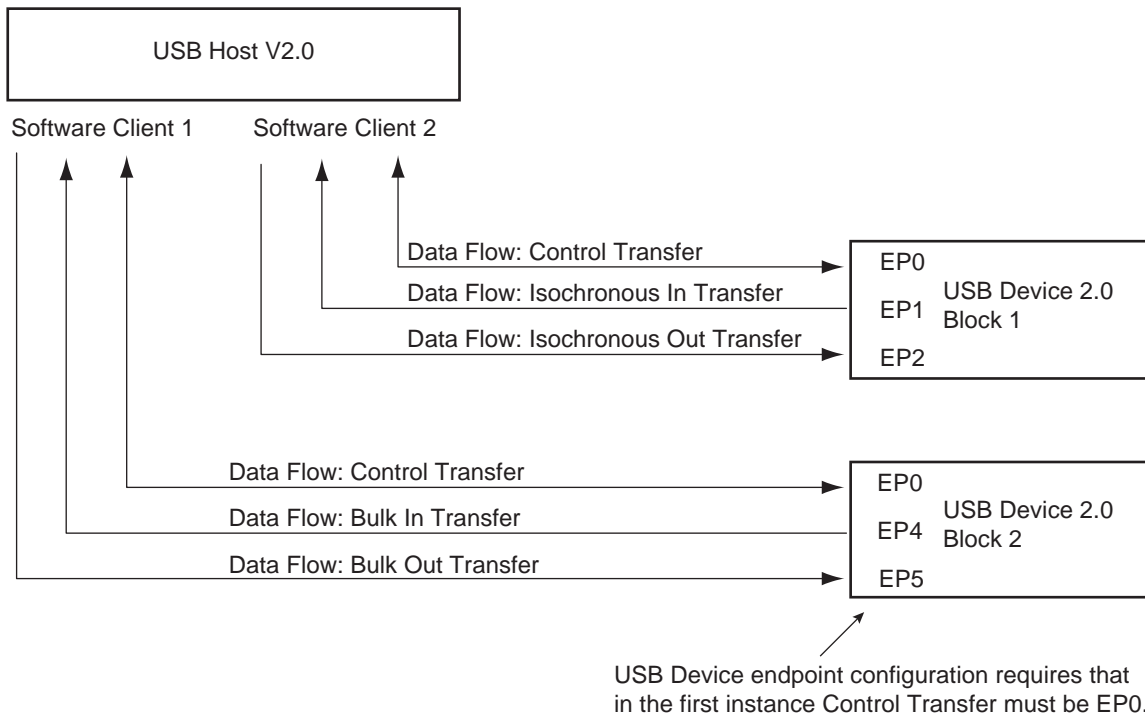 USB Host V2.0
Software Client 1
Software Client 2
Data Flow: Control Transfer
Data Flow: Isochronous In Transfer
Data Flow: Isochronous Out Transfer
EP0
EP1
EP2
USB Device 2.0
Block 1
Data Flow: Control Transfer
Data Flow: Bulk In Transfer
Data Flow: Bulk Out Transfer
EP0
EP4
EP5
USB Device 2.0
Block 2
USB Device endpoint configuration requires that
in the first instance Control Transfer must be EP0.